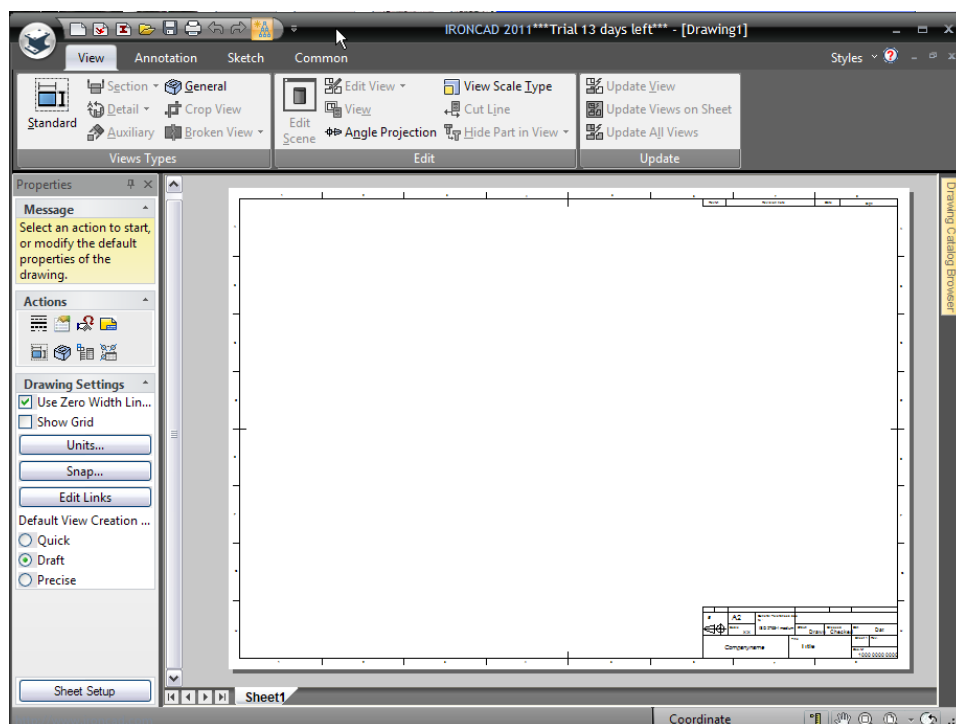 IRONCAD 2011***Trial 13 days left*** - [Drawing1]
View Annotation Sketch Common Styles
Standard
Section
Detail
Auxiliary
General
Crop View
Broken View
Views Types
Edit Scene
Edit View
View
Angle Projection
View Scale Type
Cut Line
Hide Part in View
Edit
Update View
Update Views on Sheet
Update All Views
Update
Properties
Message
Select an action to start,
or modify the default
properties of the
drawing.
Actions
Drawing Settings
Use Zero Width Lin...
Show Grid
Units...
Snap...
Edit Links
Default View Creation ...
Quick
Draft
Precise
Sheet Setup
Drawing Catalog Browser
A2
Drawn
Checked
Companyname
Title
Sheet1
Coordinate